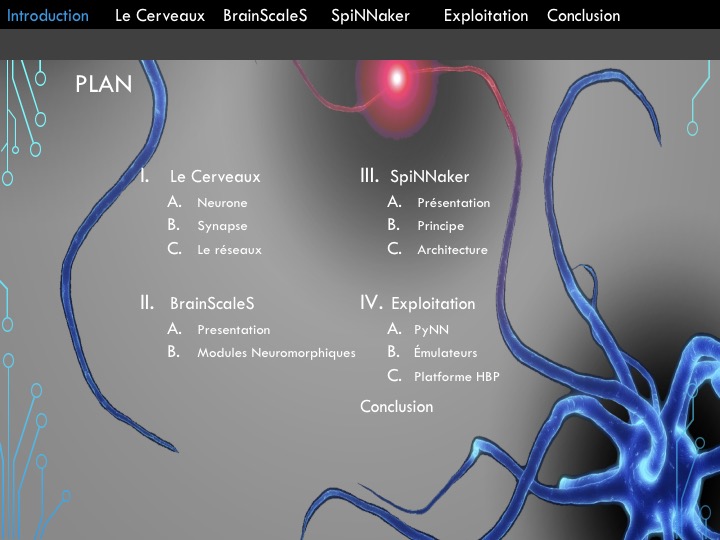 Introduction Le Cerveaux BrainScaleS SpiNNaker Exploitation Conclusion
PLAN
I. Le Cerveaux
A. Neurone
B. Synapse
C. Le réseaux
II. BrainScaleS
A. Presentation
B. Modules Neuromorphiques
III. SpiNNaker
A. Présentation
B. Principe
C. Architecture
IV. Exploitation
A. PyNN
B. Émulateurs
C. Platforme HBP
Conclusion